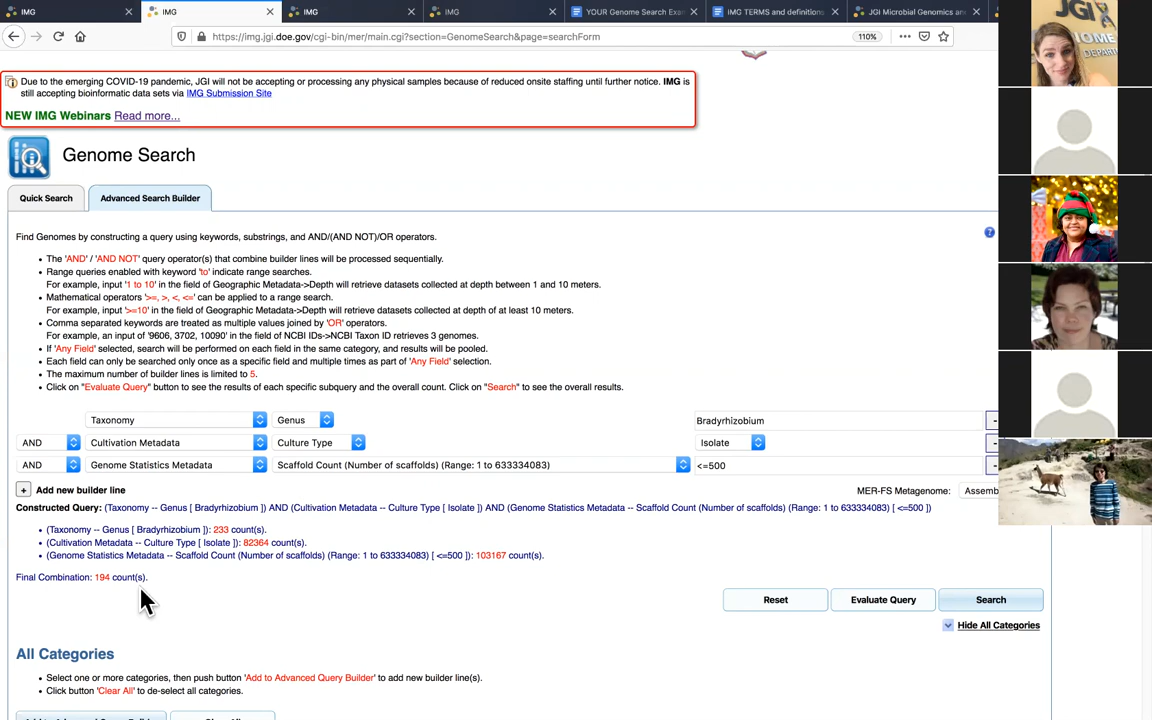 IMG × IMG × IMG × IMG × YOUR Genome Search Exa × IMG TERMS and definition × JGI Microbial Genomics an ×
https://img.jgi.doe.gov/cgi-bin/mer/main.cgi?section=GenomeSearch&page=searchForm 110%
Due to the emerging COVID-19 pandemic, JGI will not be accepting or processing any physical samples because of reduced onsite staffing until further notice. IMG is
still accepting bioinformatic data sets via IMG Submission Site
NEW IMG Webinars Read more...
Genome Search
Quick Search Advanced Search Builder
Find Genomes by constructing a query using keywords, substrings, and AND/(AND NOT)/OR operators.
• The 'AND' / 'AND NOT' query operator(s) that combine builder lines will be processed sequentially.
• Range queries enabled with keyword 'to' indicate range searches.
For example, input '1 to 10' in the field of Geographic Metadata->Depth will retrieve datasets collected at depth between 1 and 10 meters.
• Mathematical operators '>=, >, <, <=' can be applied to a range search.
For example, input '>=10' in the field of Geographic Metadata->Depth will retrieve datasets collected at depth of at least 10 meters.
• Comma separated keywords are treated as multiple values joined by 'OR' operators.
For example, an input of '9606, 3702, 10090' in the field of NCBI IDs->NCBI Taxon ID retrieves 3 genomes.
• If 'Any Field' selected, search will be performed on each field in the same category, and results will be pooled.
• Each field can only be searched only once as a specific field and multiple times as part of 'Any Field' selection.
• The maximum number of builder lines is limited to 5.
• Click on "Evaluate Query" button to see the results of each specific subquery and the overall count. Click on "Search" to see the overall results.
Taxonomy Genus Bradyrhizobium -
AND Cultivation Metadata Culture Type Isolate -
AND Genome Statistics Metadata Scaffold Count (Number of scaffolds) (Range: 1 to 633334083) <=500 -
+ Add new builder line MER-FS Metagenome: Assemb
Constructed Query: (Taxonomy -- Genus [ Bradyrhizobium ]) AND (Cultivation Metadata -- Culture Type [ Isolate ]) AND (Genome Statistics Metadata -- Scaffold Count (Number of scaffolds) (Range: 1 to 633334083) [ <=500 ])
• (Taxonomy -- Genus [ Bradyrhizobium ]): 233 count(s).
• (Cultivation Metadata -- Culture Type [ Isolate ]): 82364 count(s).
• (Genome Statistics Metadata -- Scaffold Count (Number of scaffolds) (Range: 1 to 633334083) [ <=500 ]): 103167 count(s).
Final Combination: 194 count(s).
Reset Evaluate Query Search
Hide All Categories
All Categories
• Select one or more categories, then push button 'Add to Advanced Query Builder' to add new builder line(s).
• Click button 'Clear All' to de-select all categories.
JGI